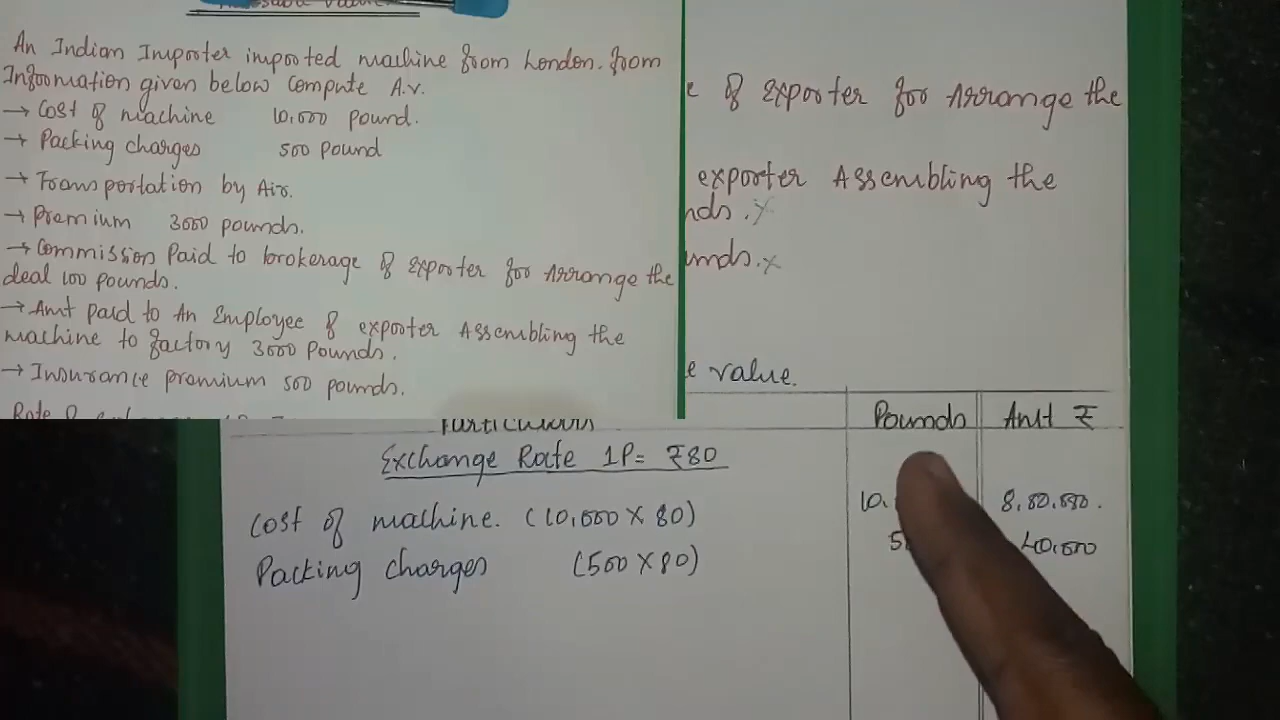 An Indian Importer imported machine from London. from
Information given below compute A.V.
→ Cost of machine 10,000 pound.
→ Packing charges 500 pound
→ Transportation by Air.
→ Premium 3000 pounds.
→ Commission Paid to brokerage of exporter for Arrange the
deal 100 pounds.
→ Amt paid to An Employee of exporter Assembling the
machine to factory 3000 Pounds.
→ Insurance premium 500 pounds.
e of exporter for Arrange the
exporter Assembling the
nds. x
unds. x
e value.
Particulars Pounds Amt ₹
Exchange Rate 1P= ₹80
Cost of machine. (10,000 X 80) 10, 8,00,000.
Packing charges (500 X 80) 5 40,000